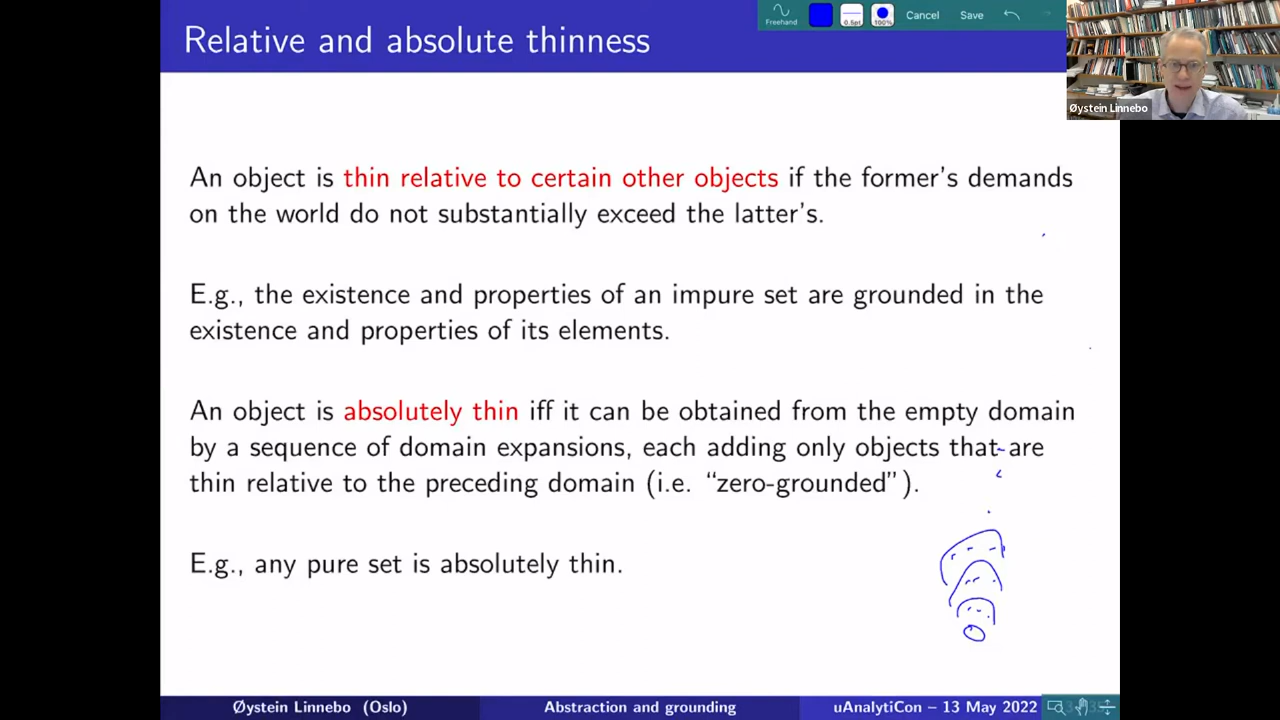 Relative and absolute thinness
Freehand
0.5pt
100%
Cancel
Save
Øystein Linnebo
An object is thin relative to certain other objects if the former's demands
on the world do not substantially exceed the latter's.
E.g., the existence and properties of an impure set are grounded in the
existence and properties of its elements.
An object is absolutely thin iff it can be obtained from the empty domain
by a sequence of domain expansions, each adding only objects that are
thin relative to the preceding domain (i.e. “zero-grounded”).
E.g., any pure set is absolutely thin.
Øystein Linnebo (Oslo)
Abstraction and grounding
uAnalytiCon – 13 May 2022